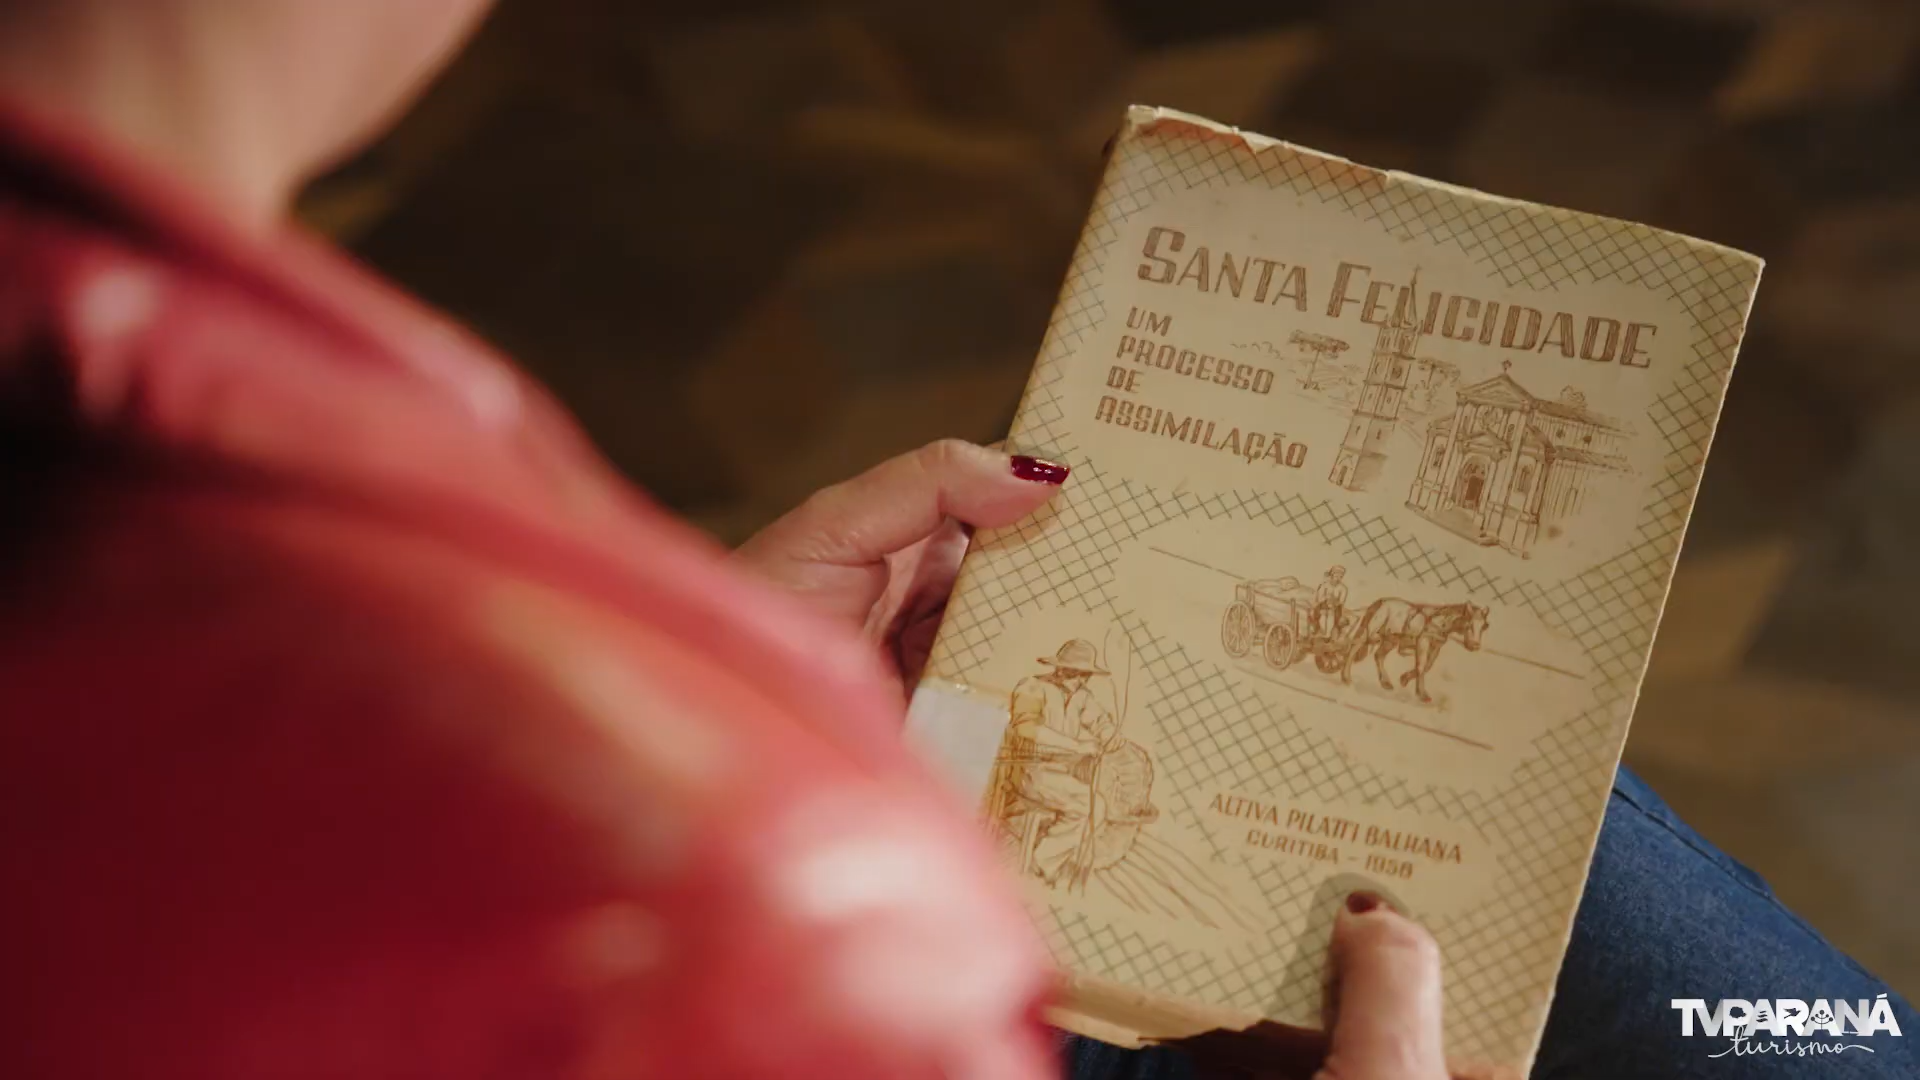 SANTA FELICIDADE
UM
PROCESSO
DE
ASSIMILAÇÃO
ALTIVA PILATTI BALHANA
CURITIBA - 1958
TVPARANÁ
turismo